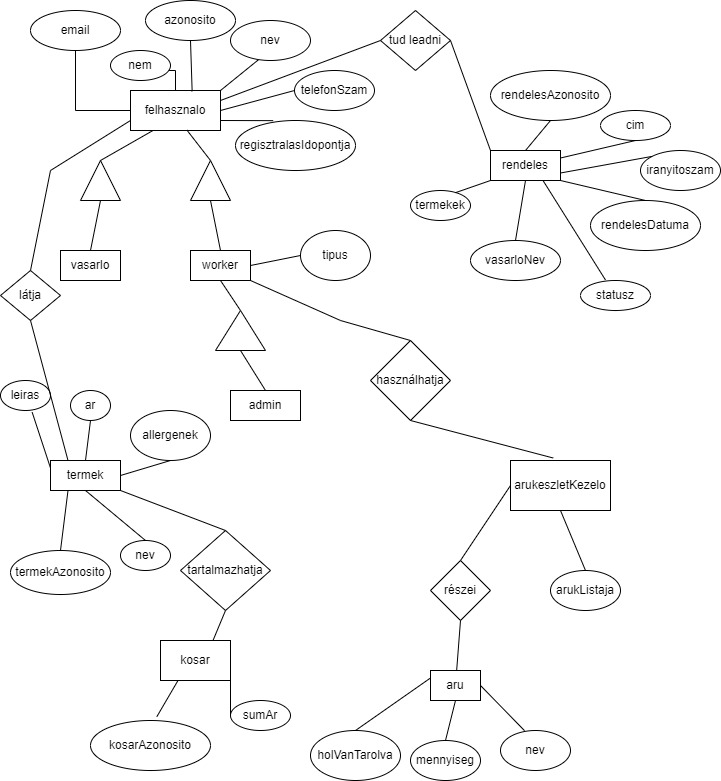 azonosito
email
nev
tud leadni
nem
telefonSzam
rendelesAzonosito
felhasznalo
cim
regisztralasIdopontja
rendeles
iranyitoszam
termekek
rendelesDatuma
vasarlo
worker
tipus
vasarloNev
látja
statusz
használhatja
leiras
ar
admin
allergenek
termek
arukeszletKezelo
nev
termekAzonosito
tartalmazhatja
részei
arukListaja
kosar
aru
sumAr
kosarAzonosito
holVanTarolva
mennyiseg
nev